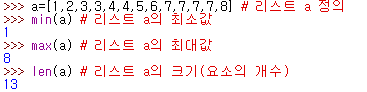 >>> a=[1,2,3,3,4,4,5,6,7,7,7,7,8] # 리스트 a 정의
>>> min(a) # 리스트 a의 최소값
1
>>> max(a) # 리스트 a의 최대값
8
>>> len(a) # 리스트 a의 크기(요소의 개수)
13